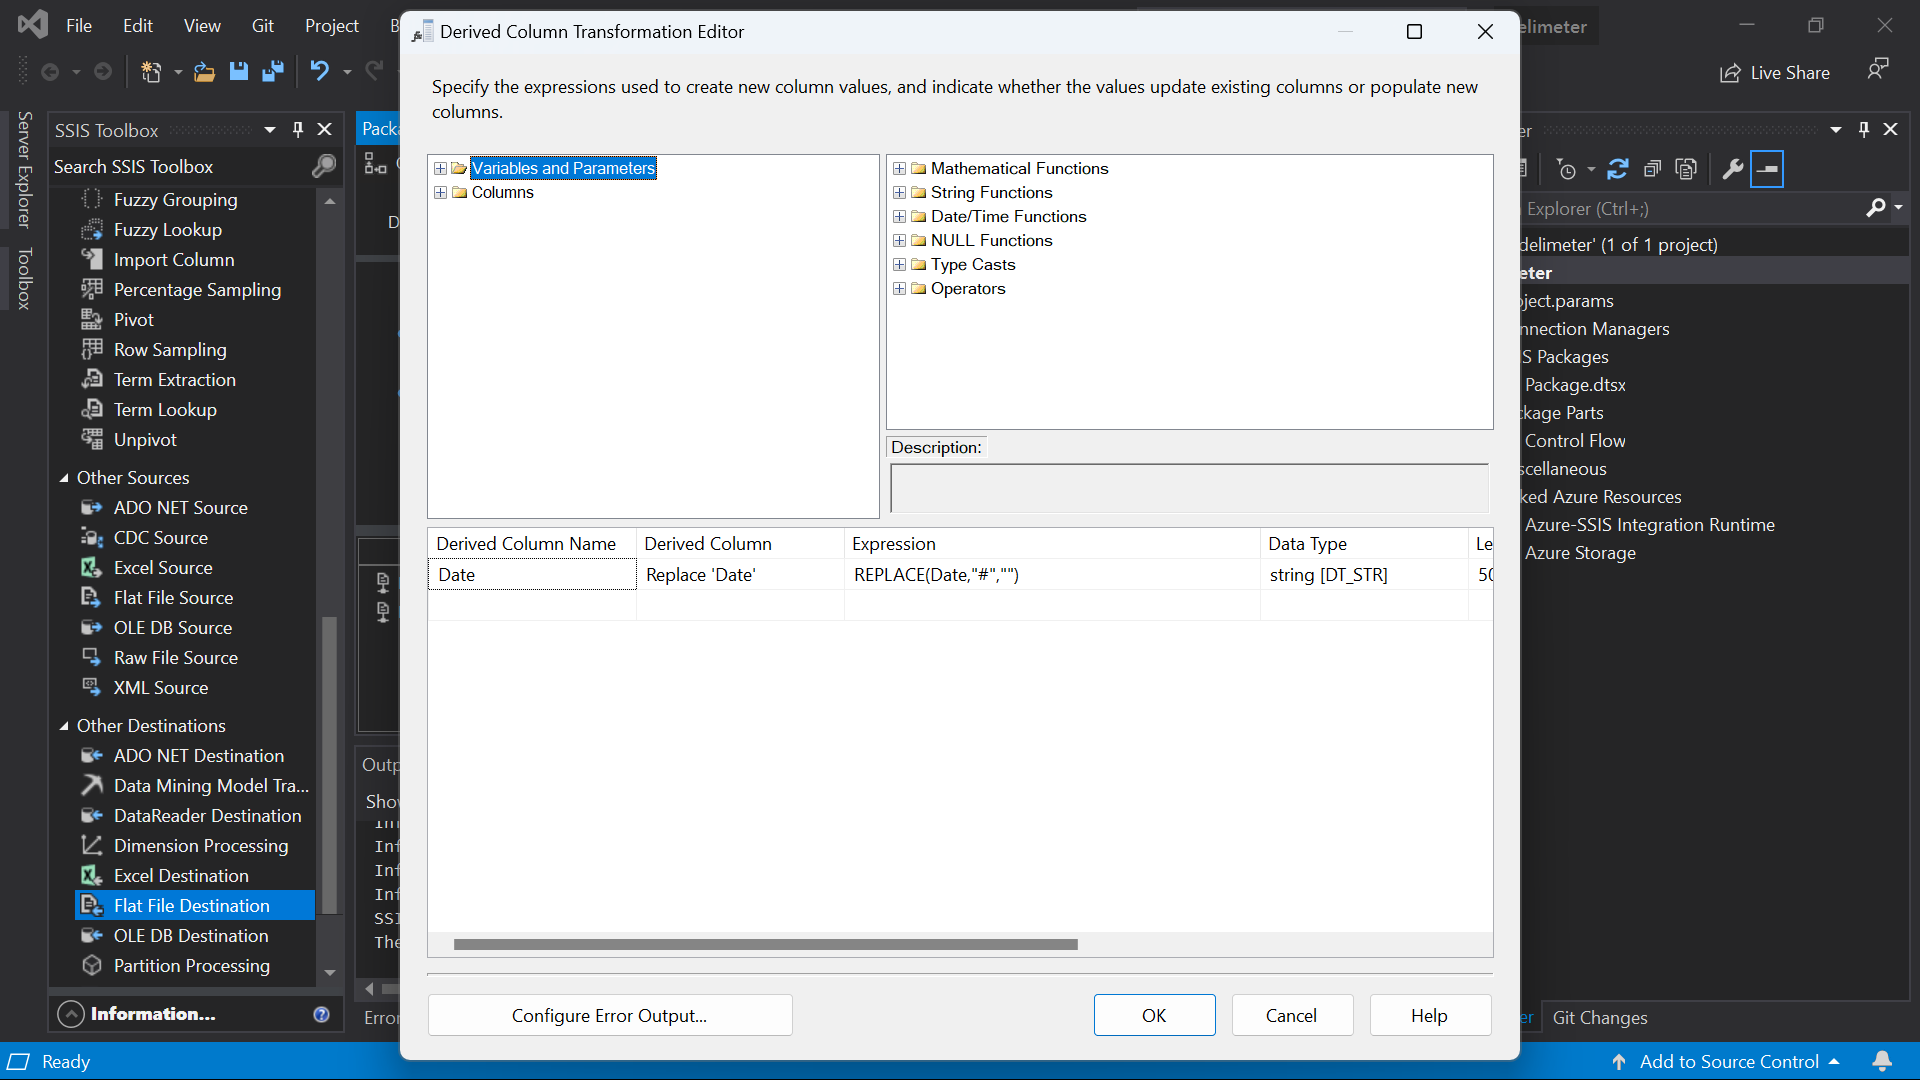 File Edit View Git Project
elimeter
Live Share
Server Explorer
Toolbox
SSIS Toolbox
Search SSIS Toolbox
Fuzzy Grouping
Fuzzy Lookup
Import Column
Percentage Sampling
Pivot
Row Sampling
Term Extraction
Term Lookup
Unpivot
Other Sources
ADO NET Source
CDC Source
Excel Source
Flat File Source
OLE DB Source
Raw File Source
XML Source
Other Destinations
ADO NET Destination
Data Mining Model Tra...
DataReader Destination
Dimension Processing
Excel Destination
Flat File Destination
OLE DB Destination
Partition Processing
Information...
Packa
D
Outp
Show
Inf
Inf
Inf
SSI
The
Error
Derived Column Transformation Editor
Specify the expressions used to create new column values, and indicate whether the values update existing columns or populate new
columns.
Variables and Parameters
Columns
Mathematical Functions
String Functions
Date/Time Functions
NULL Functions
Type Casts
Operators
Description:
Derived Column Name Derived Column Expression Data Type Le
Date Replace 'Date' REPLACE(Date,"#","") string [DT_STR] 50
Configure Error Output... OK Cancel Help
er
Explorer (Ctrl+;)
delimeter' (1 of 1 project)
eter
ject.params
nnection Managers
S Packages
Package.dtsx
ckage Parts
Control Flow
scellaneous
ked Azure Resources
Azure-SSIS Integration Runtime
Azure Storage
er Git Changes
Ready
Add to Source Control